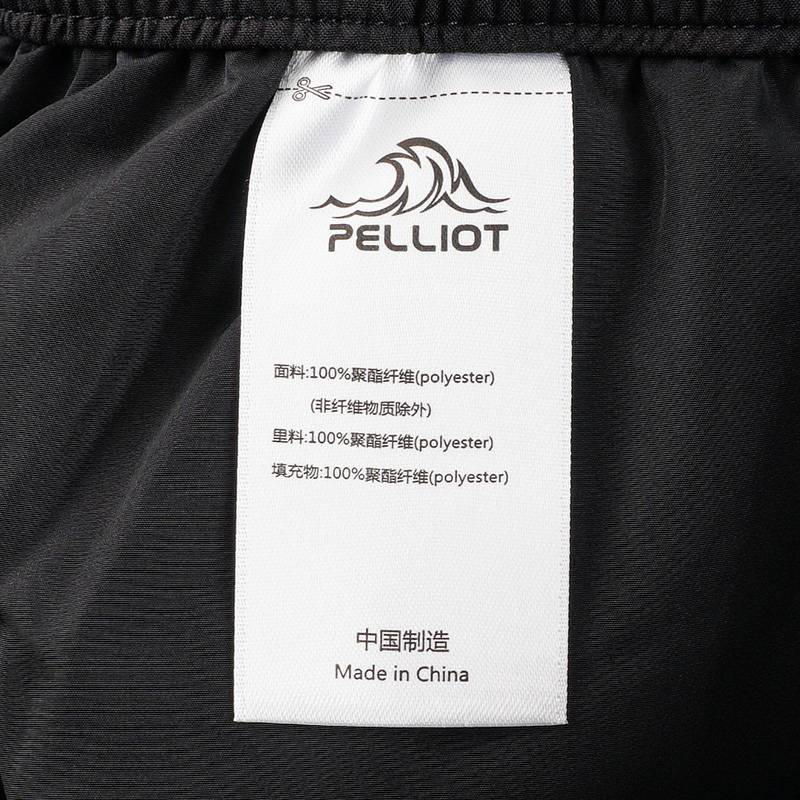 PELLIOT
面料:100%聚酯纤维(polyester)
(非纤维物质除外)
里料:100%聚酯纤维(polyester)
填充物:100%聚酯纤维(polyester)
中国制造
Made in China